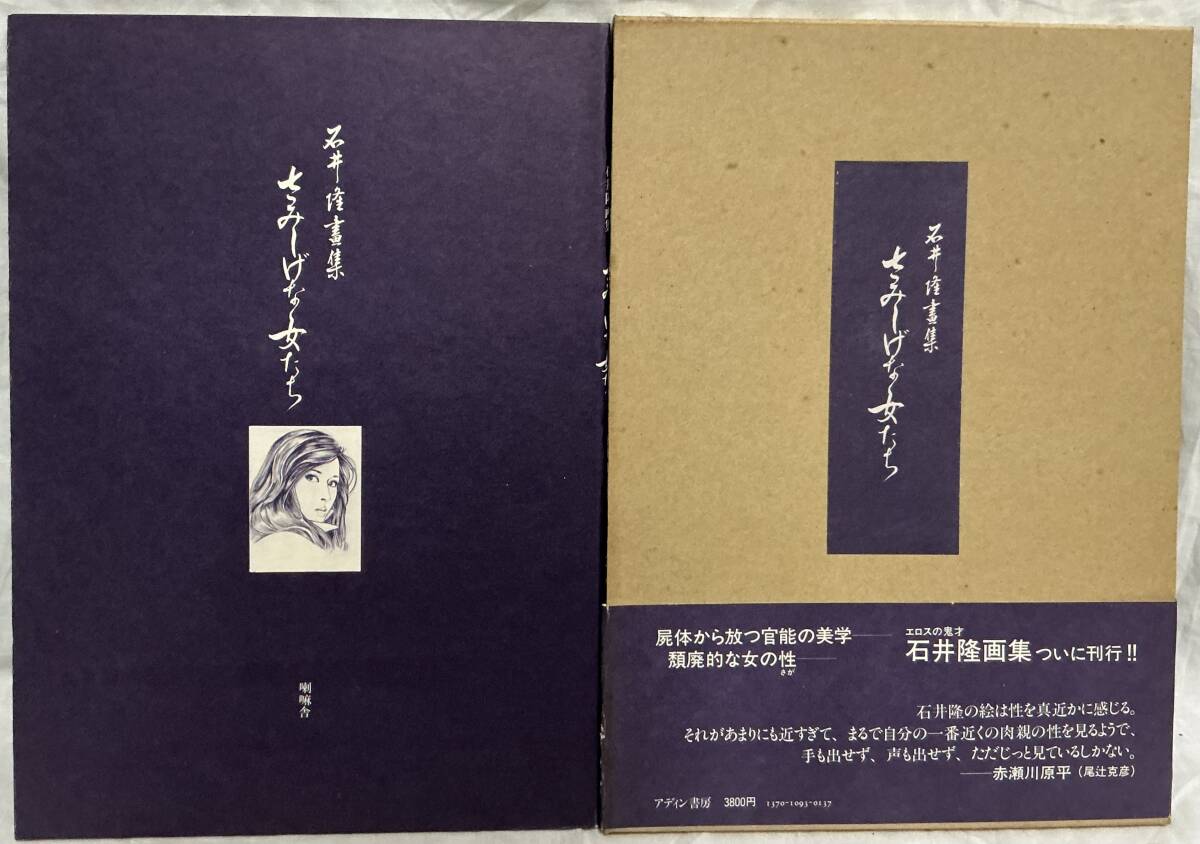 石井隆畫集
さみしげな女たち
喇嘛舎
石井隆畫集
さみしげな女たち
屍体から放つ官能の美学——
頽廃的な女の性——
さが
エロスの鬼才
石井隆画集ついに刊行!!
石井隆の絵は性を真近かに感じる。
それがあまりにも近すぎて、まるで自分の一番近くの肉親の性を見るようで、
手も出せず、声も出せず、ただじっと見ているしかない。
——赤瀬川原平(尾辻克彦)
アディン書房 3800円 1370-1093-0137